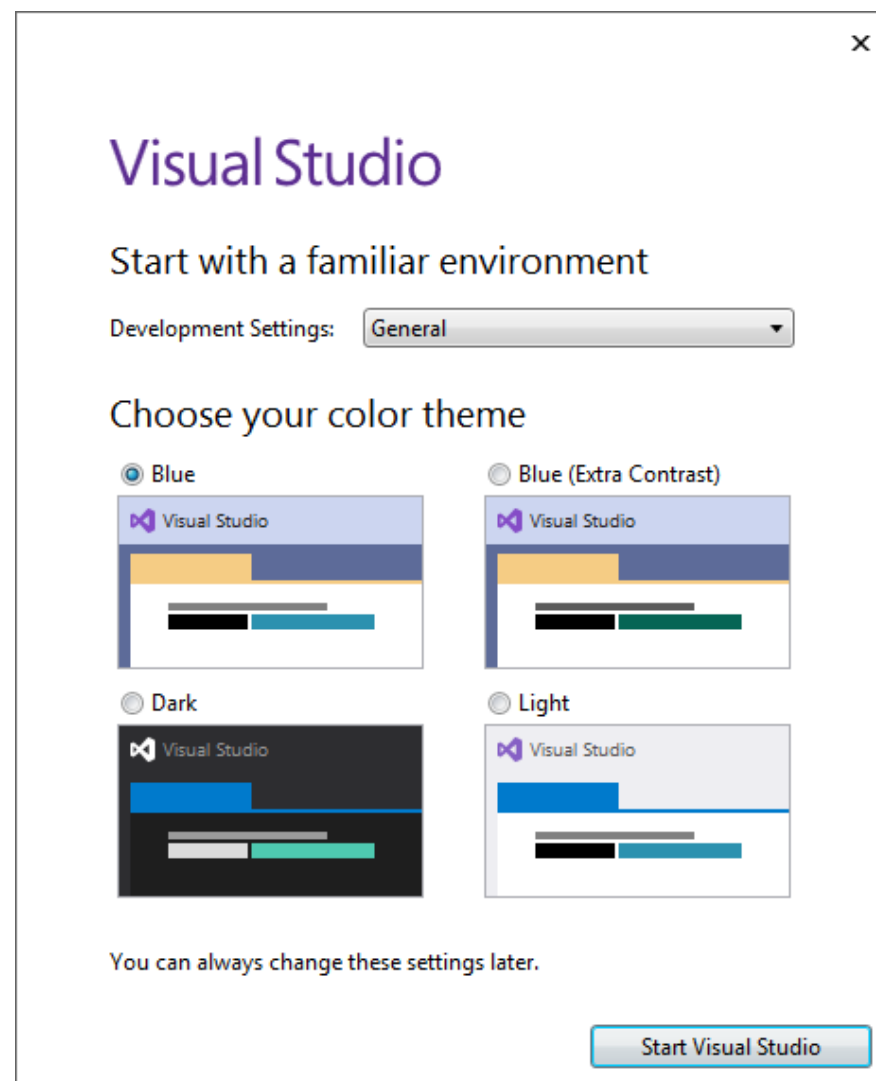 Visual Studio
Start with a familiar environment
Development Settings: General
Choose your color theme
Blue
Blue (Extra Contrast)
Visual Studio
Visual Studio
Dark
Light
Visual Studio
Visual Studio
You can always change these settings later.
Start Visual Studio